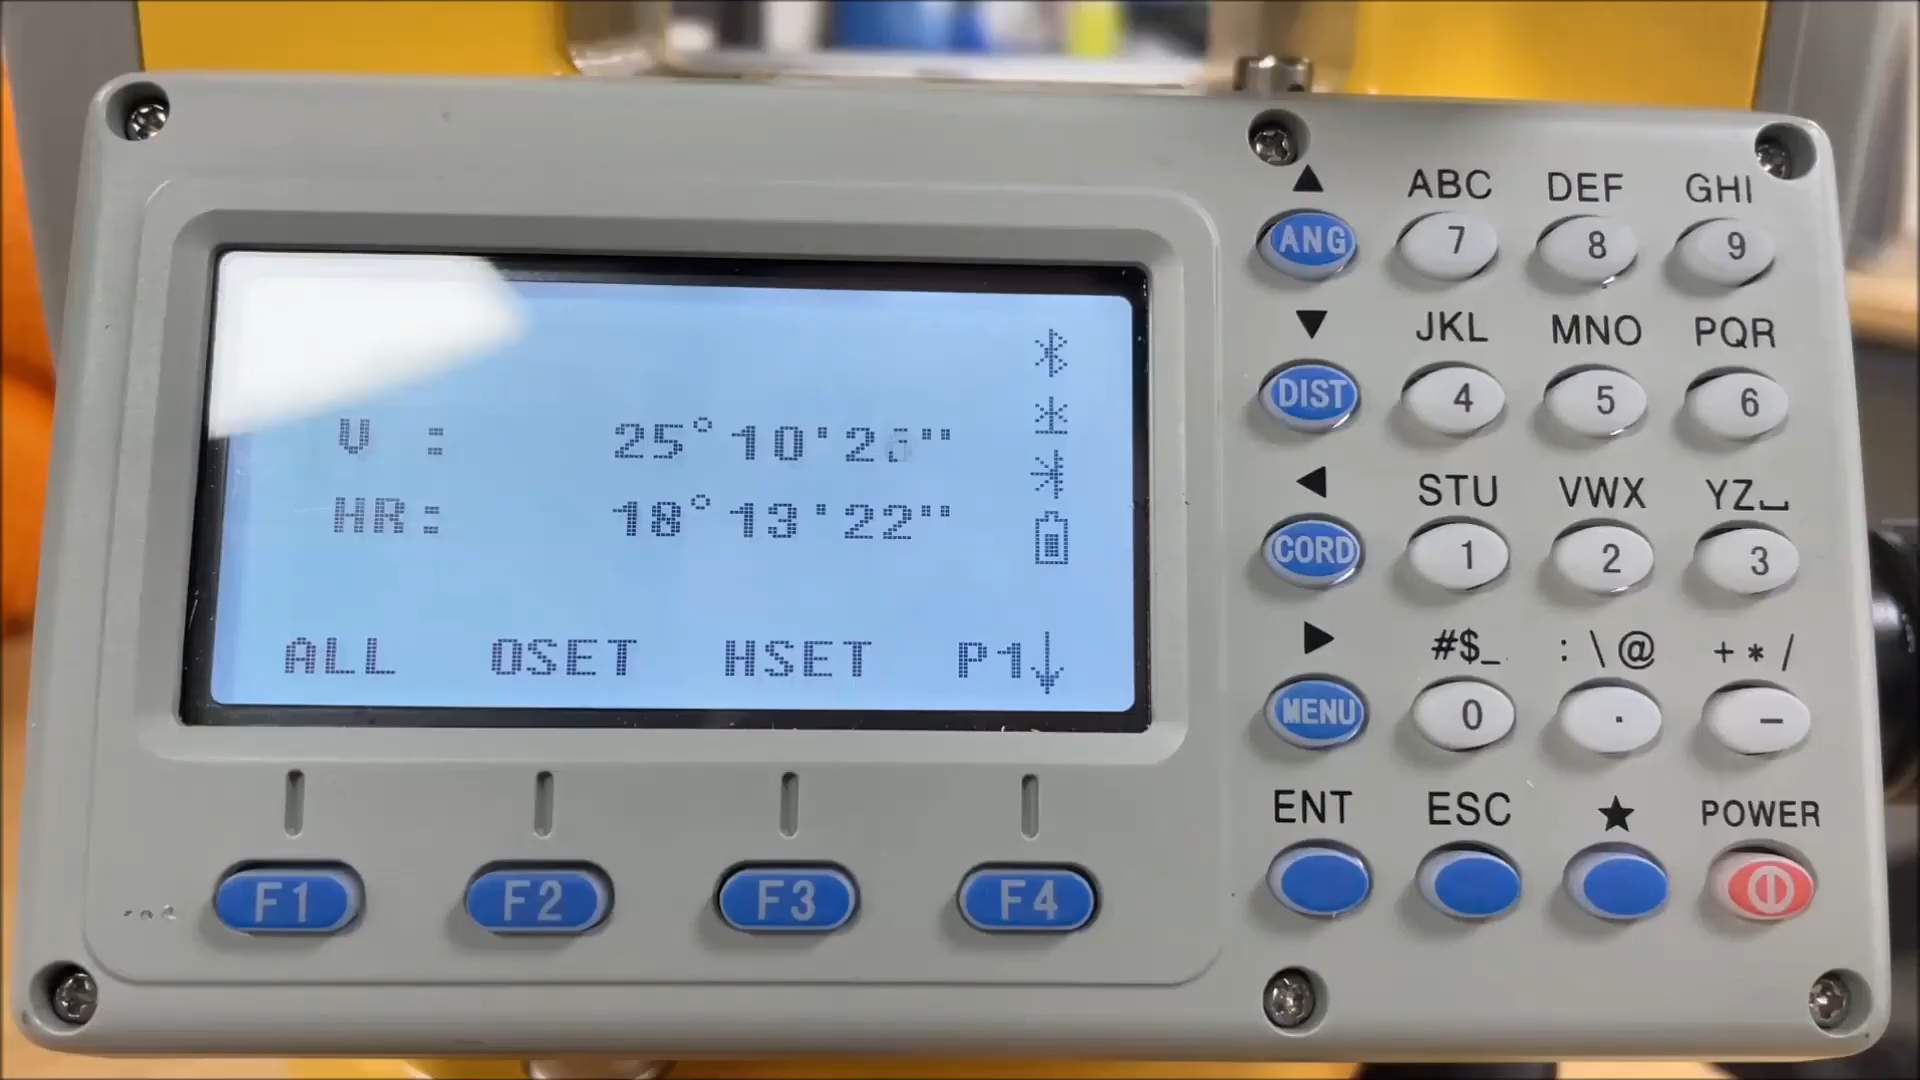 V : 25°10'2
HR: 18°13'22"
ALL OSET HSET P1↓
F1 F2 F3 F4
ABC DEF GHI
ANG 7 8 9
JKL MNO PQR
DIST 4 5 6
STU VWX YZ⎵
CORD 1 2 3
#$_ :\@ +*/
MENU 0 . -
ENT ESC ★ POWER